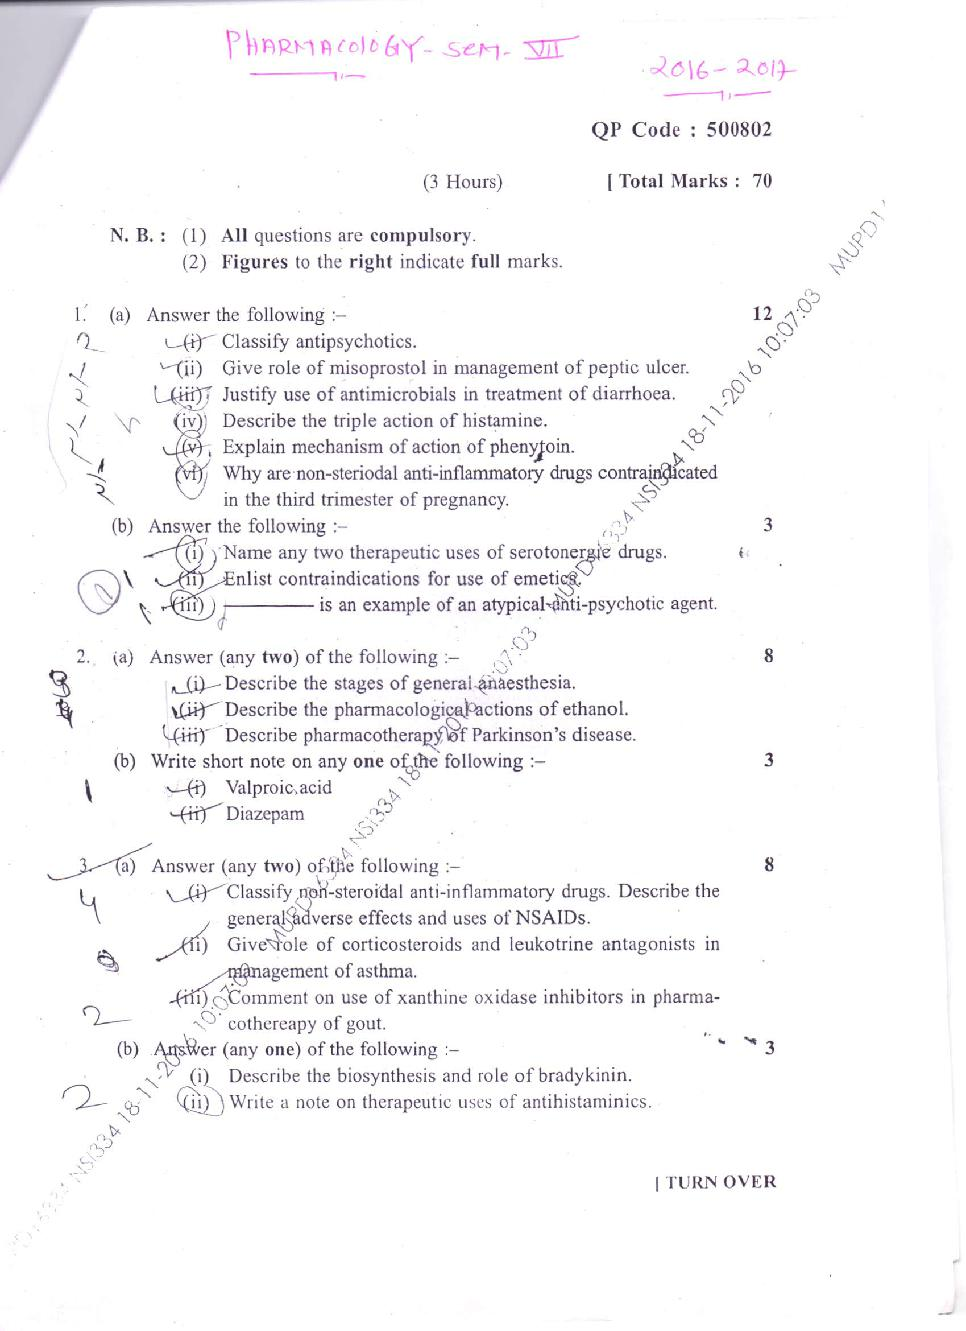 PHARMACOLOGY - SEM - VII
2016 - 2017
QP Code : 500802
(3 Hours) [ Total Marks : 70
N. B. : (1) All questions are compulsory.
(2) Figures to the right indicate full marks.
1. (a) Answer the following :– 12
(i) Classify antipsychotics.
(ii) Give role of misoprostol in management of peptic ulcer.
(iii) Justify use of antimicrobials in treatment of diarrhoea.
(iv) Describe the triple action of histamine.
(v) Explain mechanism of action of phenytoin.
(vi) Why are non-steriodal anti-inflammatory drugs contraindicated
in the third trimester of pregnancy.
(b) Answer the following :– 3
(i) Name any two therapeutic uses of serotonergic drugs.
(ii) Enlist contraindications for use of emetics.
(iii) ________ is an example of an atypical anti-psychotic agent.
2. (a) Answer (any two) of the following :– 8
(i) Describe the stages of general anaesthesia.
(ii) Describe the pharmacological actions of ethanol.
(iii) Describe pharmacotherapy of Parkinson's disease.
(b) Write short note on any one of the following :– 3
(i) Valproic acid
(ii) Diazepam
3. (a) Answer (any two) of the following :– 8
(i) Classify non-steroidal anti-inflammatory drugs. Describe the
general adverse effects and uses of NSAIDs.
(ii) Give role of corticosteroids and leukotrine antagonists in
management of asthma.
(iii) Comment on use of xanthine oxidase inhibitors in pharma-
cothereapy of gout.
(b) Answer (any one) of the following :– 3
(i) Describe the biosynthesis and role of bradykinin.
(ii) Write a note on therapeutic uses of antihistaminics.
[ TURN OVER